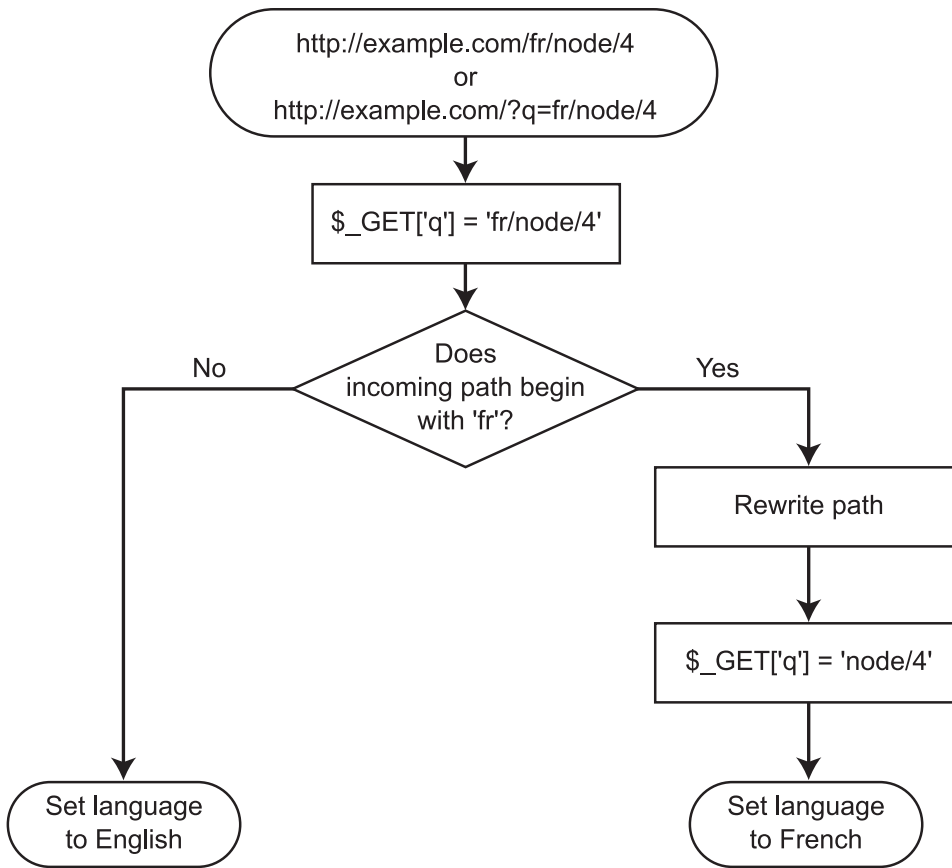 http://example.com/fr/node/4
or
http://example.com/?q=fr/node/4
$_GET['q'] = 'fr/node/4'
Does
incoming path begin
with 'fr'?
No
Yes
Rewrite path
$_GET['q'] = 'node/4'
Set language
to English
Set language
to French